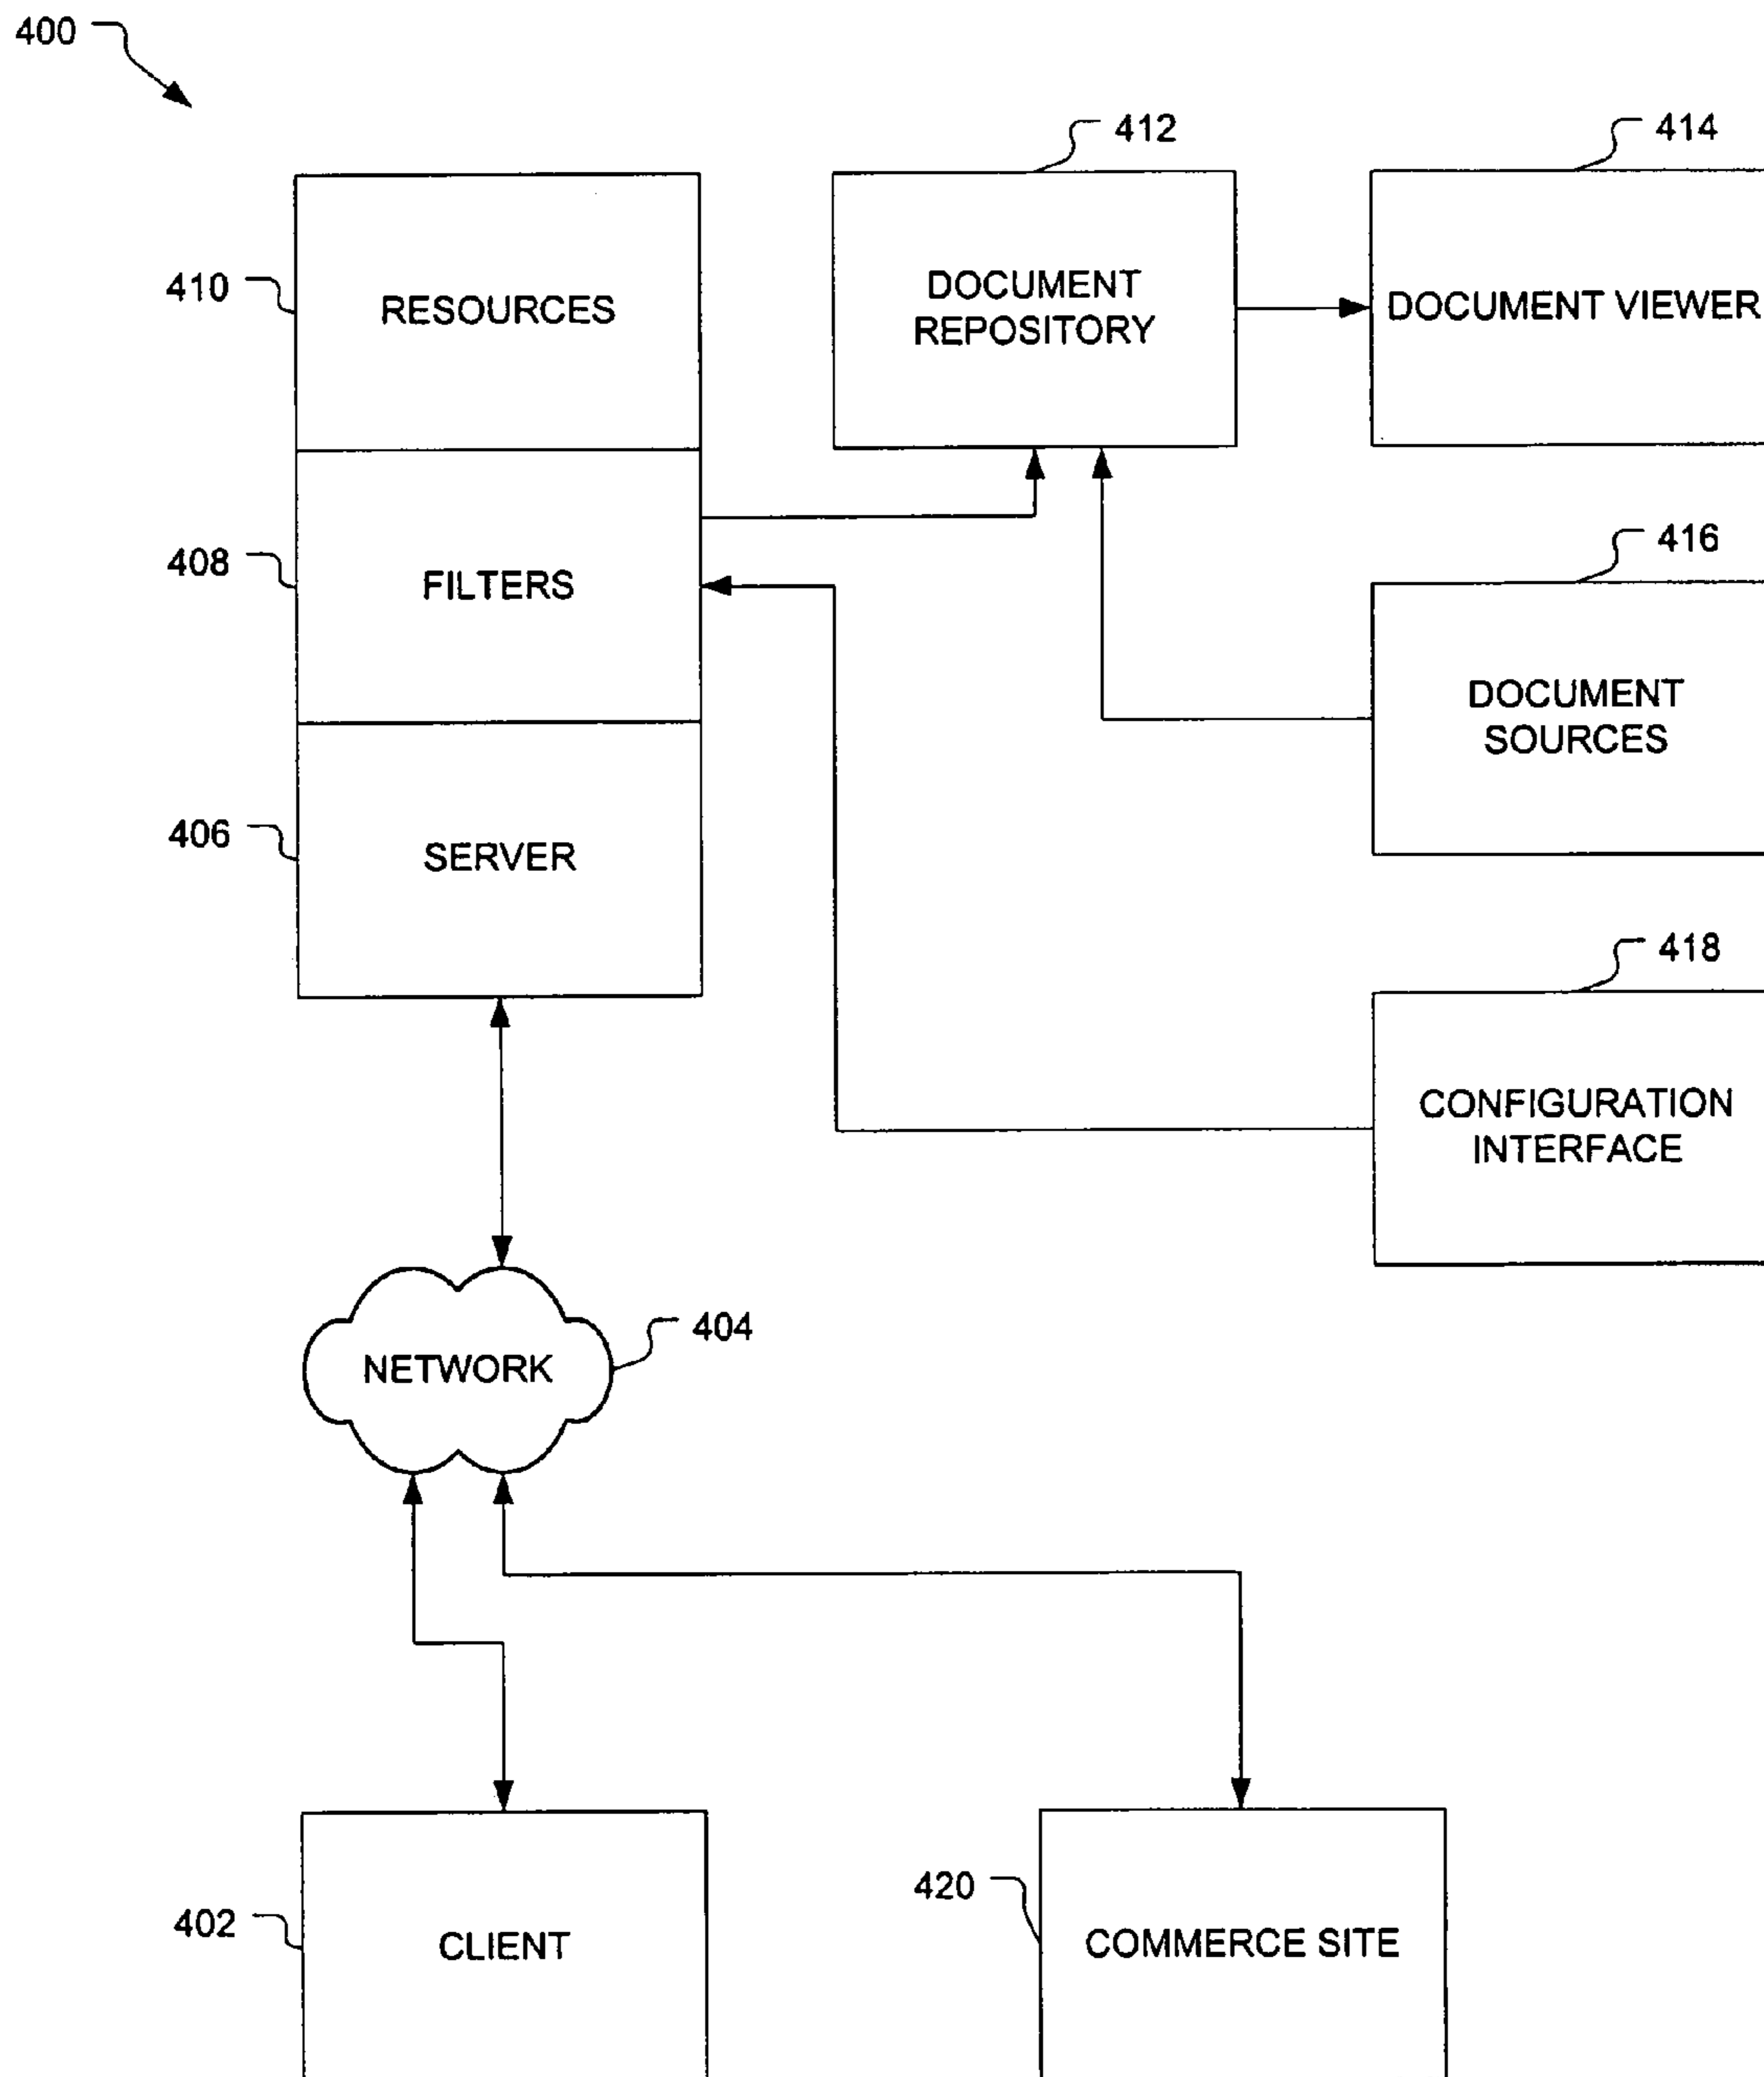 400
412
414
410
RESOURCES
DOCUMENT
REPOSITORY
DOCUMENT VIEWER
408
FILTERS
416
DOCUMENT
SOURCES
406
SERVER
418
CONFIGURATION
INTERFACE
404
NETWORK
402
CLIENT
420
COMMERCE SITE